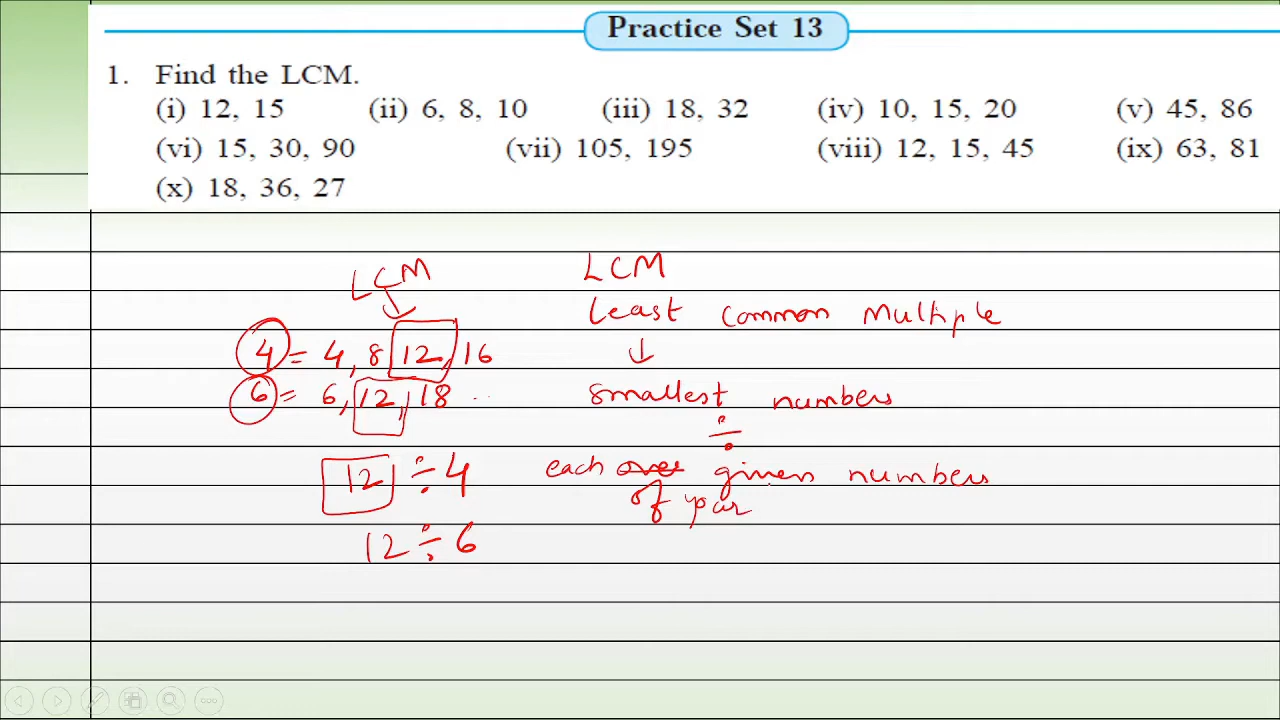 Practice Set 13
1. Find the LCM.
(i) 12, 15 (ii) 6, 8, 10 (iii) 18, 32 (iv) 10, 15, 20 (v) 45, 86
(vi) 15, 30, 90 (vii) 105, 195 (viii) 12, 15, 45 (ix) 63, 81
(x) 18, 36, 27
LCM
4 = 4, 8 12, 16
6 = 6, 12, 18 ...
12 ÷ 4
12 ÷ 6
LCM
Least common Multiple
↓
smallest numbers
÷
each given numbers
of